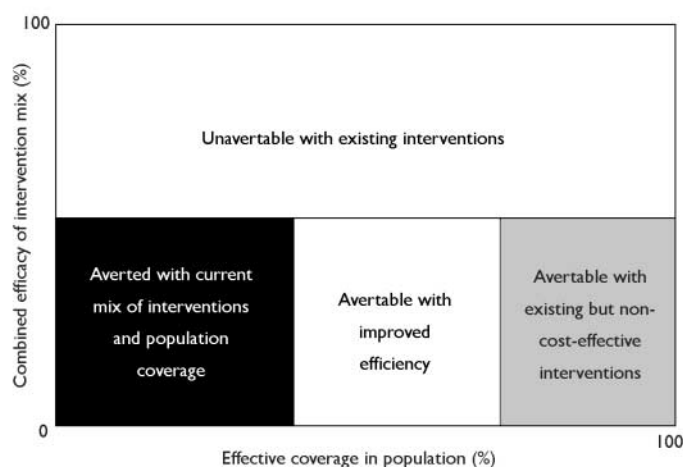 100
Combined efficacy of intervention mix (%)
Unavertable with existing interventions
Averted with current
mix of interventions
and population
coverage
Avertable with
improved
efficiency
Avertable with
existing but non-
cost-effective
interventions
0
100
Effective coverage in population (%)